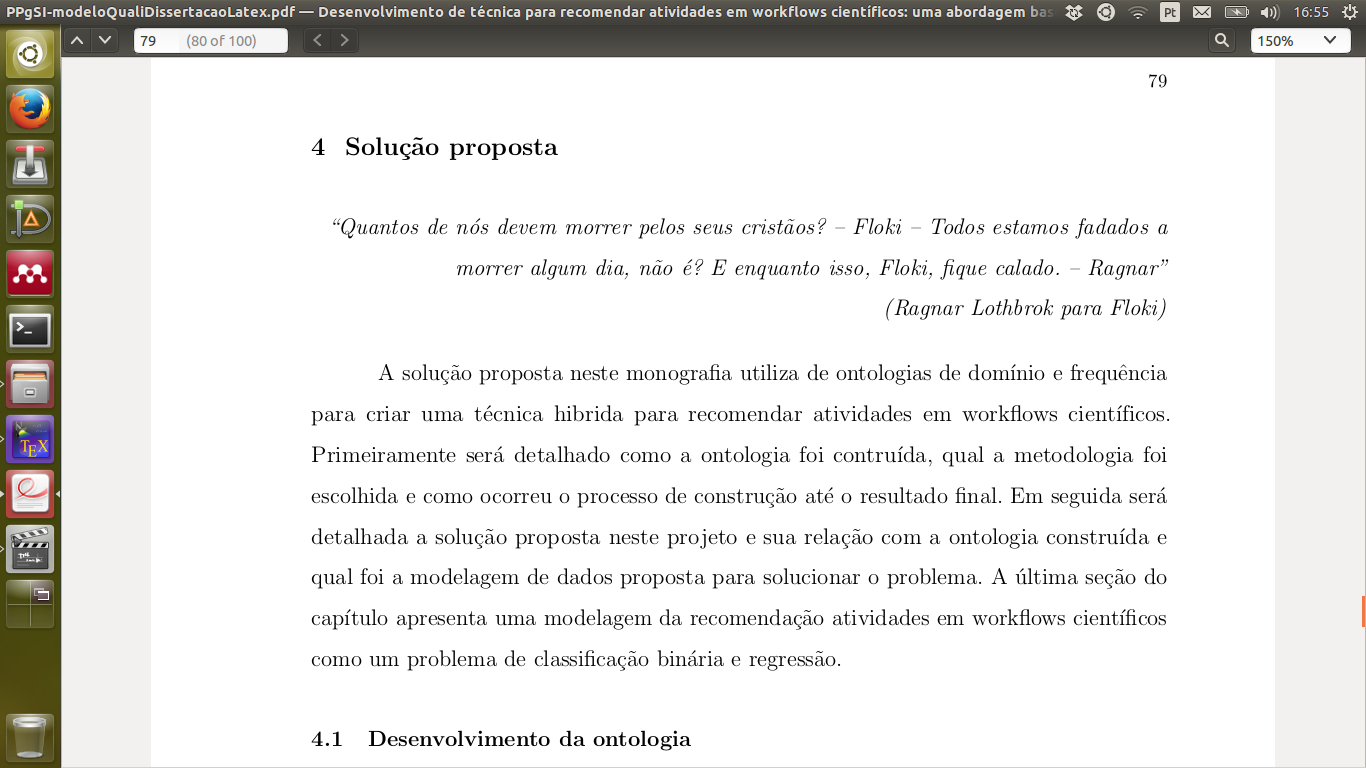 PPgSI-modeloQualiDissertacaoLatex.pdf — Desenvolvimento de técnica para recomendar atividades em workflows científicos: uma abordagem bas
Pt
16:55
79 (80 of 100)
150%
79
4 Solução proposta
“Quantos de nós devem morrer pelos seus cristãos? – Floki – Todos estamos fadados a
morrer algum dia, não é? E enquanto isso, Floki, fique calado. – Ragnar”
(Ragnar Lothbrok para Floki)
A solução proposta neste monografia utiliza de ontologias de domínio e frequência
para criar uma técnica hibrida para recomendar atividades em workflows científicos.
Primeiramente será detalhado como a ontologia foi contruída, qual a metodologia foi
escolhida e como ocorreu o processo de construção até o resultado final. Em seguida será
detalhada a solução proposta neste projeto e sua relação com a ontologia construída e
qual foi a modelagem de dados proposta para solucionar o problema. A última seção do
capítulo apresenta uma modelagem da recomendação atividades em workflows científicos
como um problema de classificação binária e regressão.
4.1 Desenvolvimento da ontologia
TEX